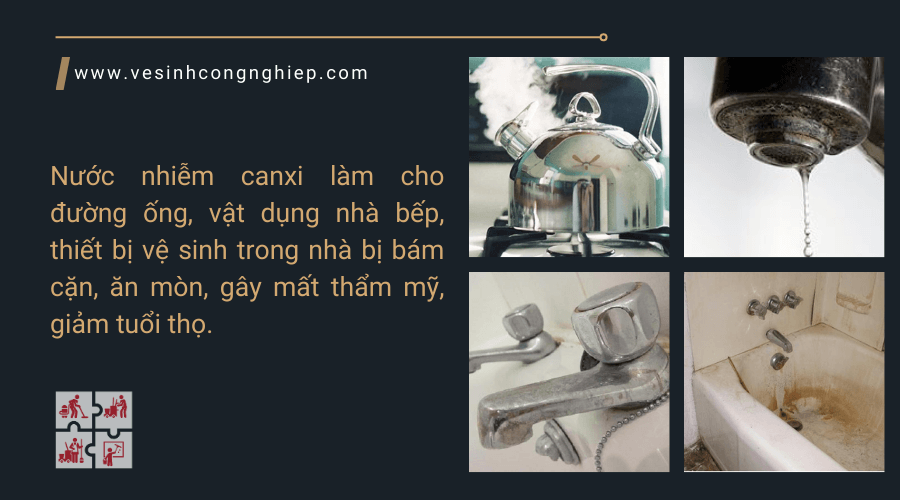 www.vesinhcongnghiep.com
Nước nhiễm canxi làm cho
đường ống, vật dụng nhà bếp,
thiết bị vệ sinh trong nhà bị bám
cặn, ăn mòn, gây mất thẩm mỹ,
giảm tuổi thọ.